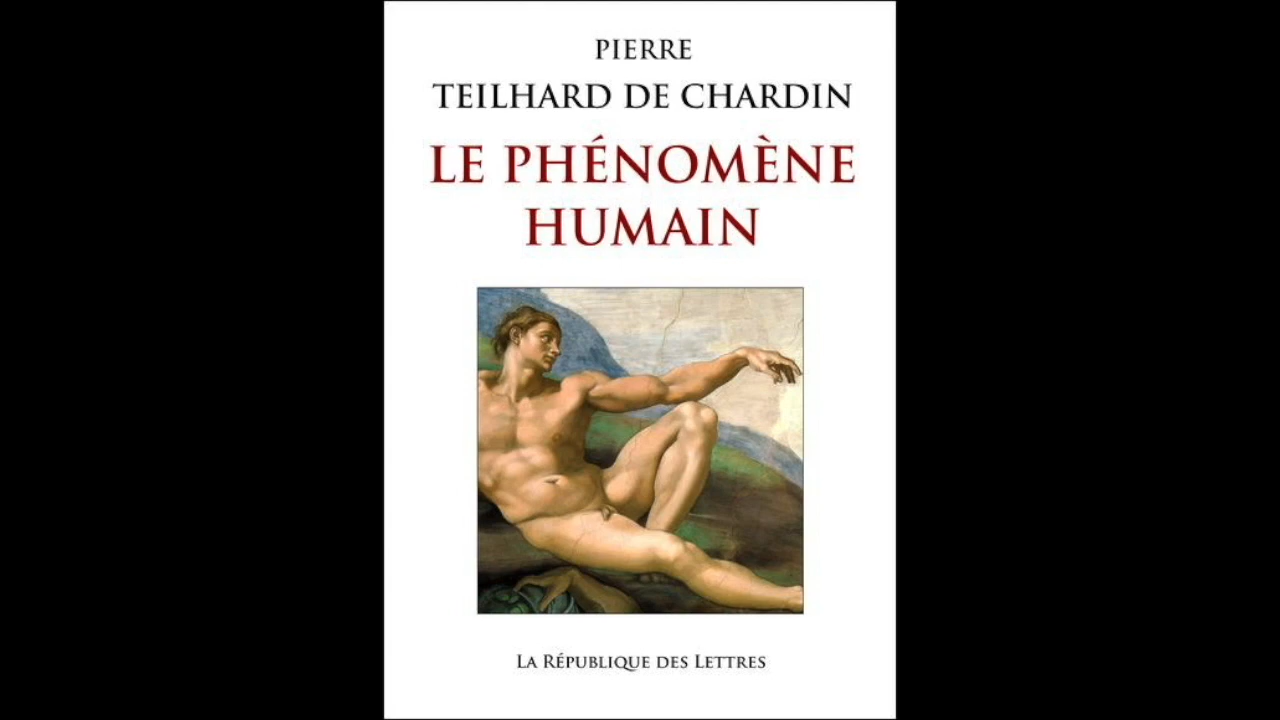 PIERRE
TEILHARD DE CHARDIN
LE PHÉNOMÈNE
HUMAIN
LA RÉPUBLIQUE DES LETTRES